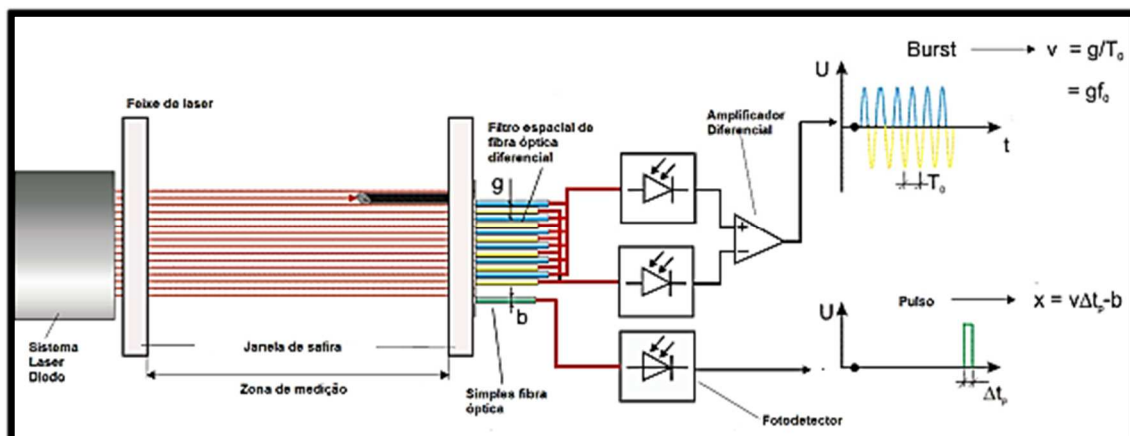 Feixe de laser
Sistema
Laser
Diodo
Janela de safira
Zona de medição
Filtro espacial de
fibra óptica
diferencial
g
b
Simples fibra
óptica
Amplificador
Diferencial
+
−
Fotodetector
Burst
v = g/T₀
= gf₀
U
t
T₀
Pulso
x = vΔtₚ-b
U
Δtₚ